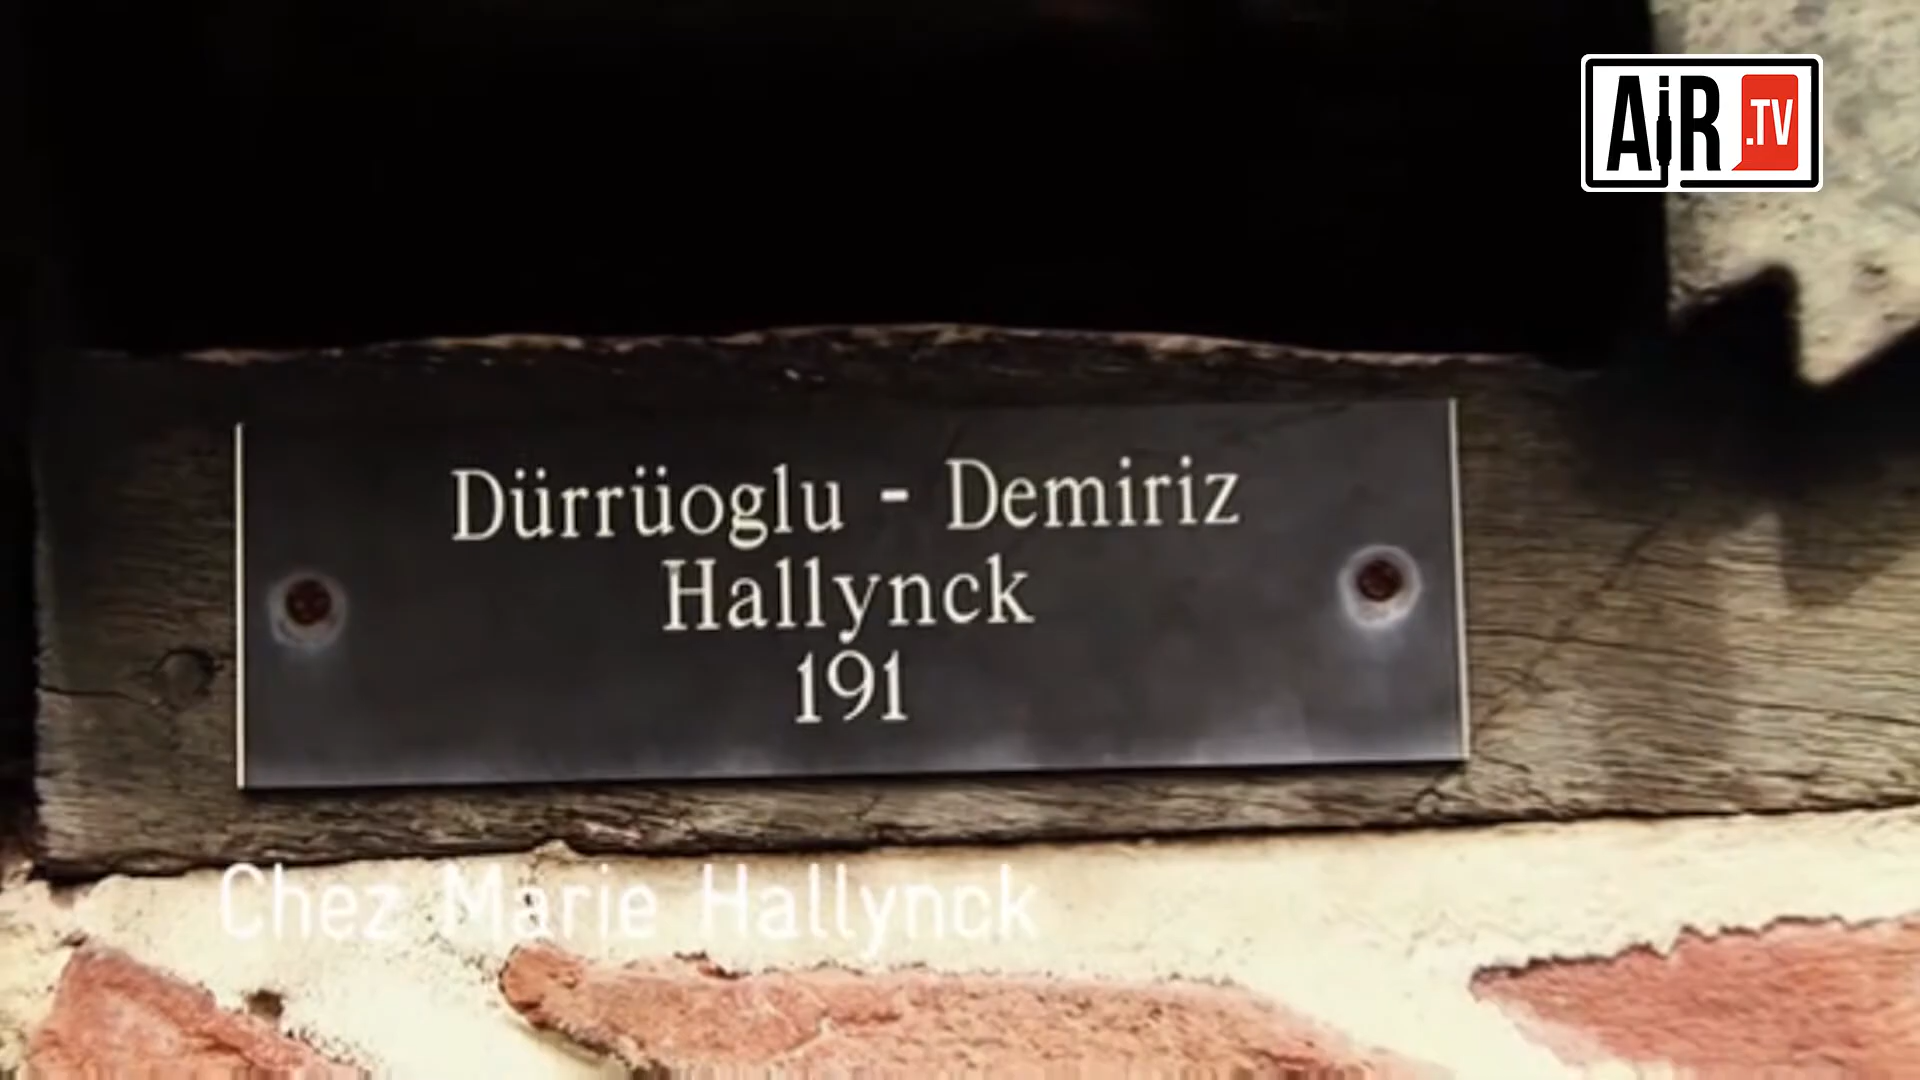 AiR.TV
Dürrüoglu - Demiriz
Hallynck
191
Chez Marie Hallynck